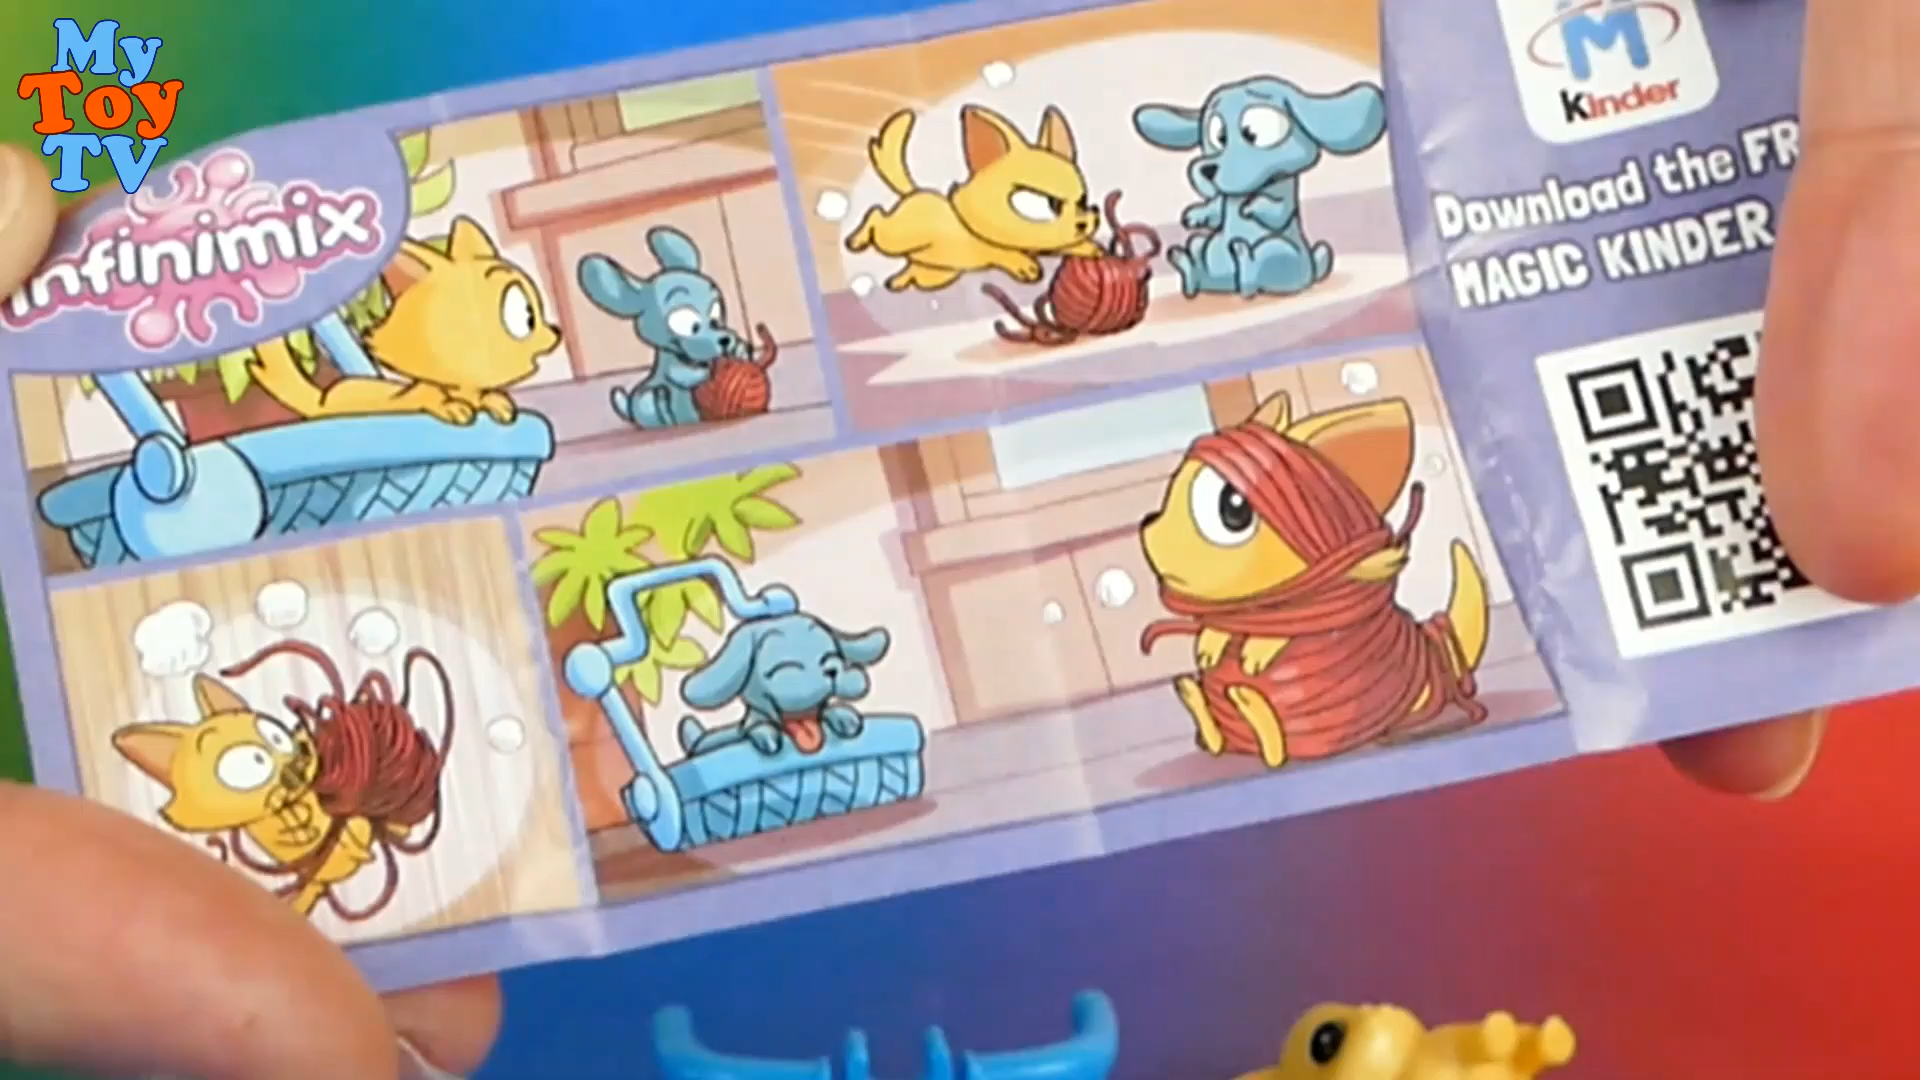 My
Toy
TV
infinimix
Kinder
Download the FR
MAGIC KINDER